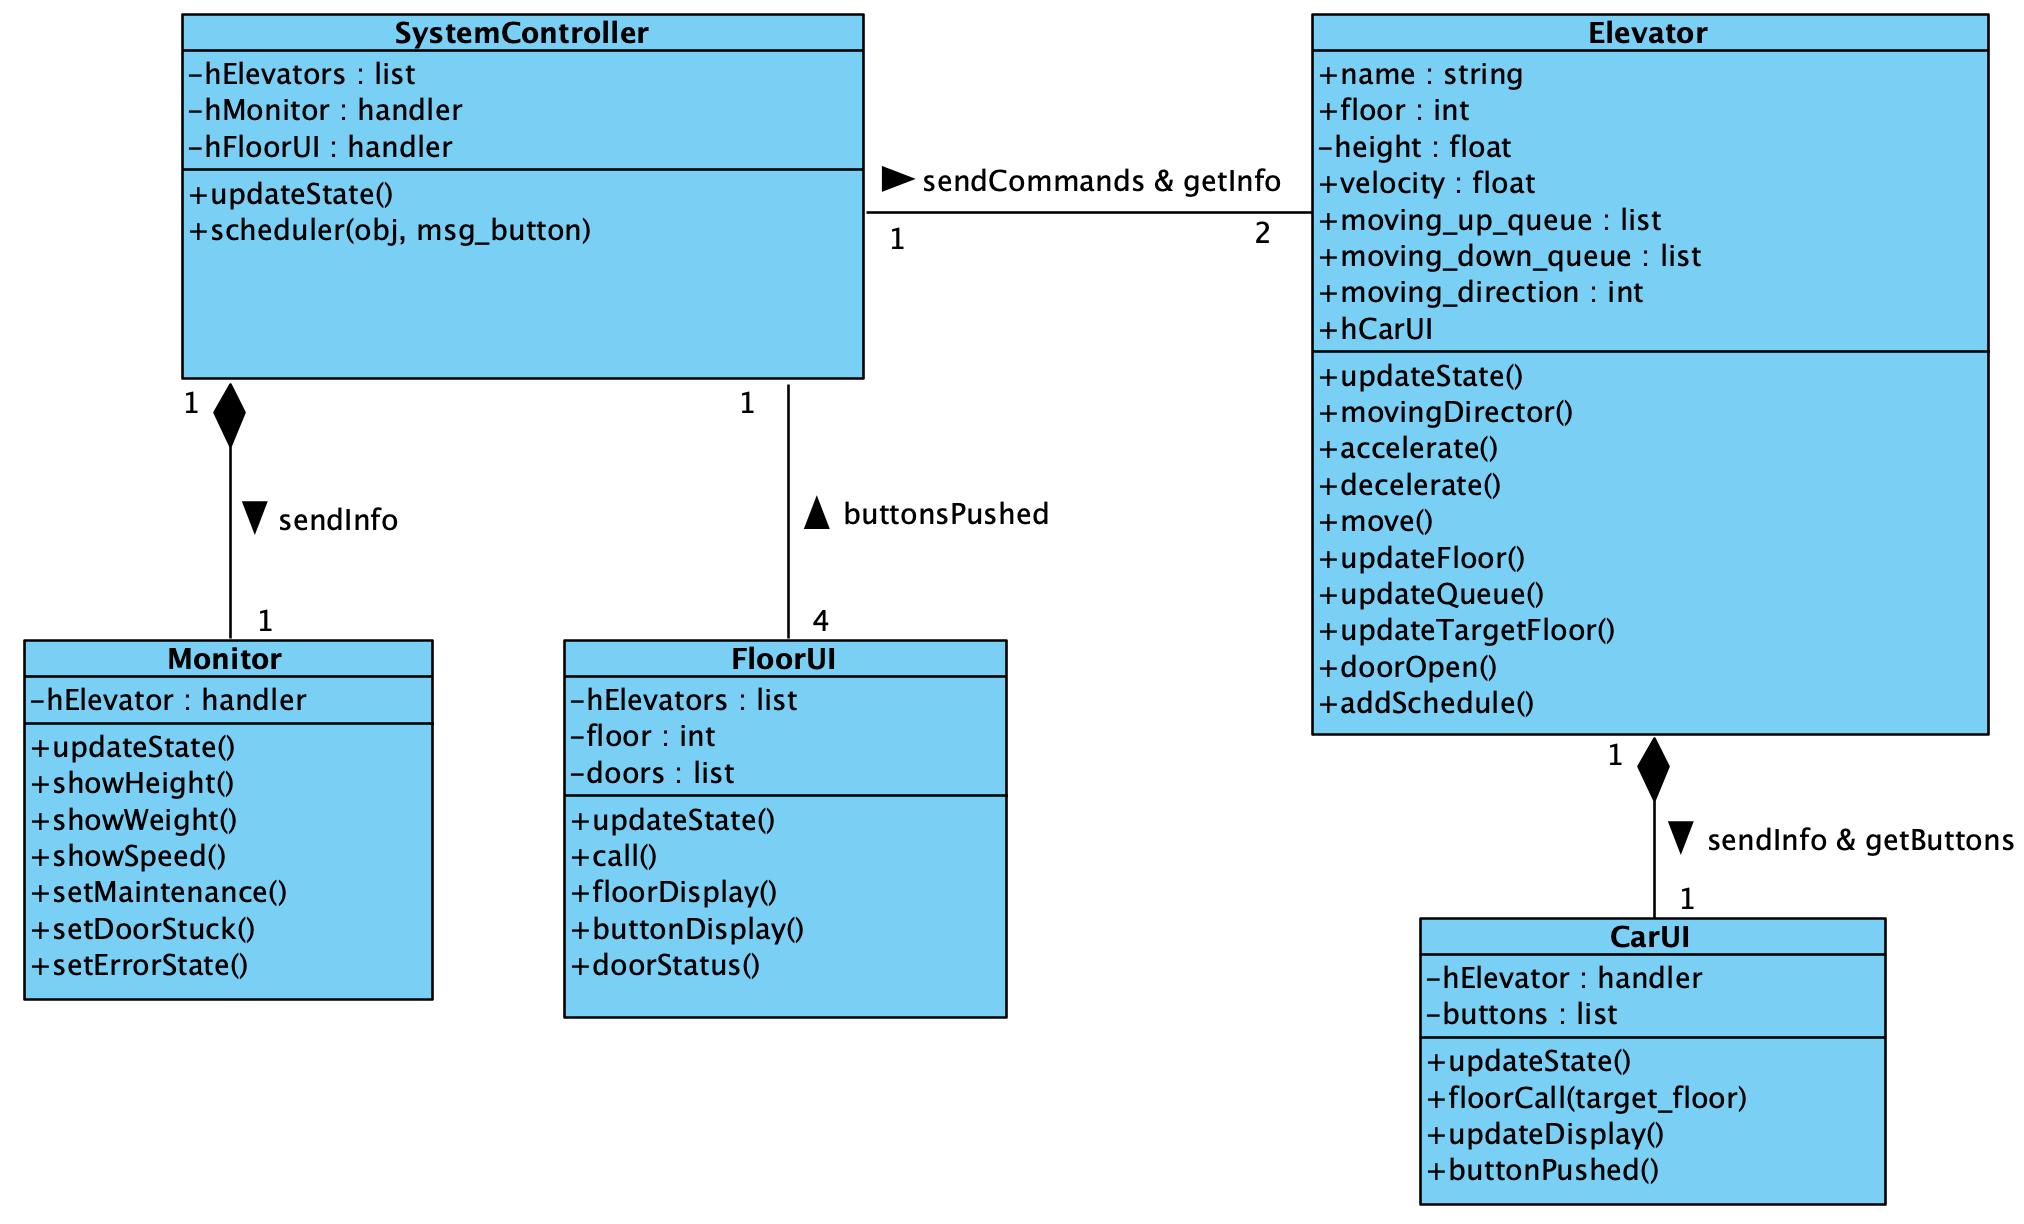 SystemController
-hElevators : list
-hMonitor : handler
-hFloorUI : handler
+updateState()
+scheduler(obj, msg_button)
sendCommands & getInfo
1
2
Elevator
+name : string
+floor : int
-height : float
+velocity : float
+moving_up_queue : list
+moving_down_queue : list
+moving_direction : int
+hCarUI
+updateState()
+movingDirector()
+accelerate()
+decelerate()
+move()
+updateFloor()
+updateQueue()
+updateTargetFloor()
+doorOpen()
+addSchedule()
1
sendInfo
1
1
buttonsPushed
4
Monitor
-hElevator : handler
+updateState()
+showHeight()
+showWeight()
+showSpeed()
+setMaintenance()
+setDoorStuck()
+setErrorState()
FloorUI
-hElevators : list
-floor : int
-doors : list
+updateState()
+call()
+floorDisplay()
+buttonDisplay()
+doorStatus()
1
sendInfo & getButtons
1
CarUI
-hElevator : handler
-buttons : list
+updateState()
+floorCall(target_floor)
+updateDisplay()
+buttonPushed()